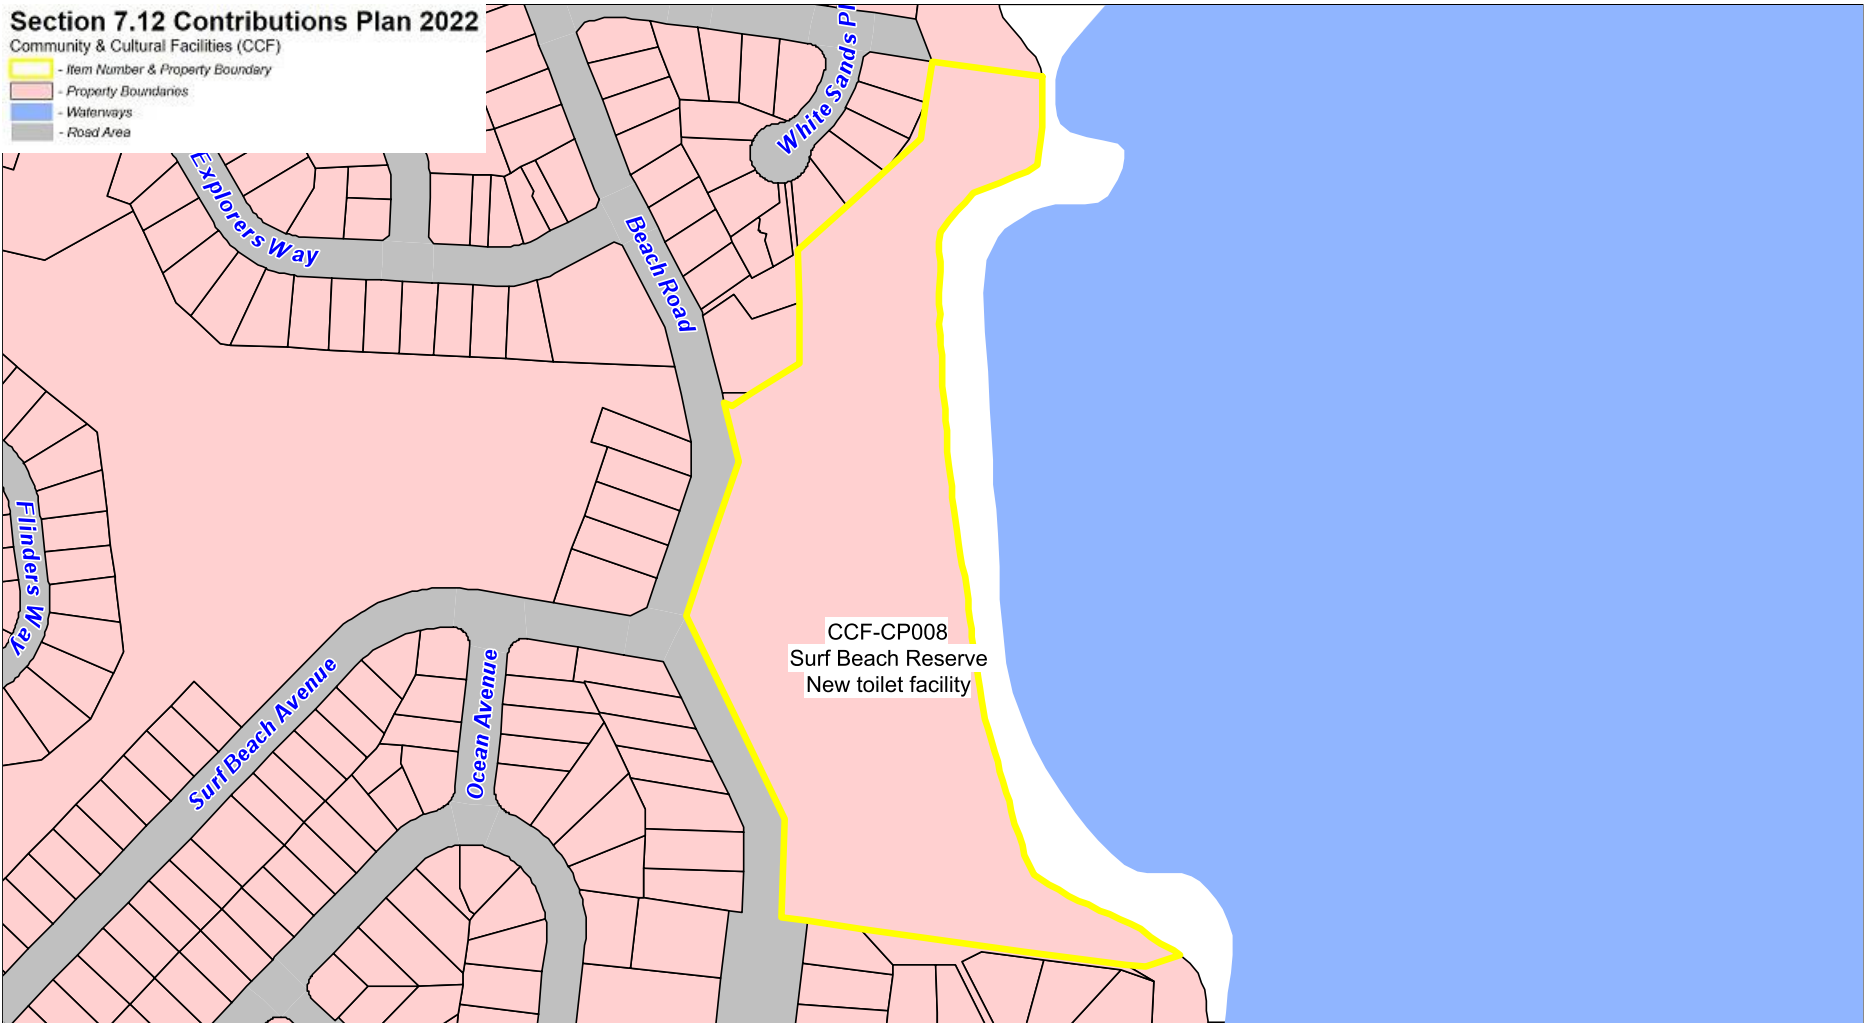 Section 7.12 Contributions Plan 2022
Community & Cultural Facilities (CCF)
- Item Number & Property Boundary
- Property Boundaries
- Waterways
- Road Area
White Sands Pl
Explorers Way
Beach Road
Flinders Way
CCF-CP008
Surf Beach Reserve
New toilet facility
Surf Beach Avenue
Ocean Avenue